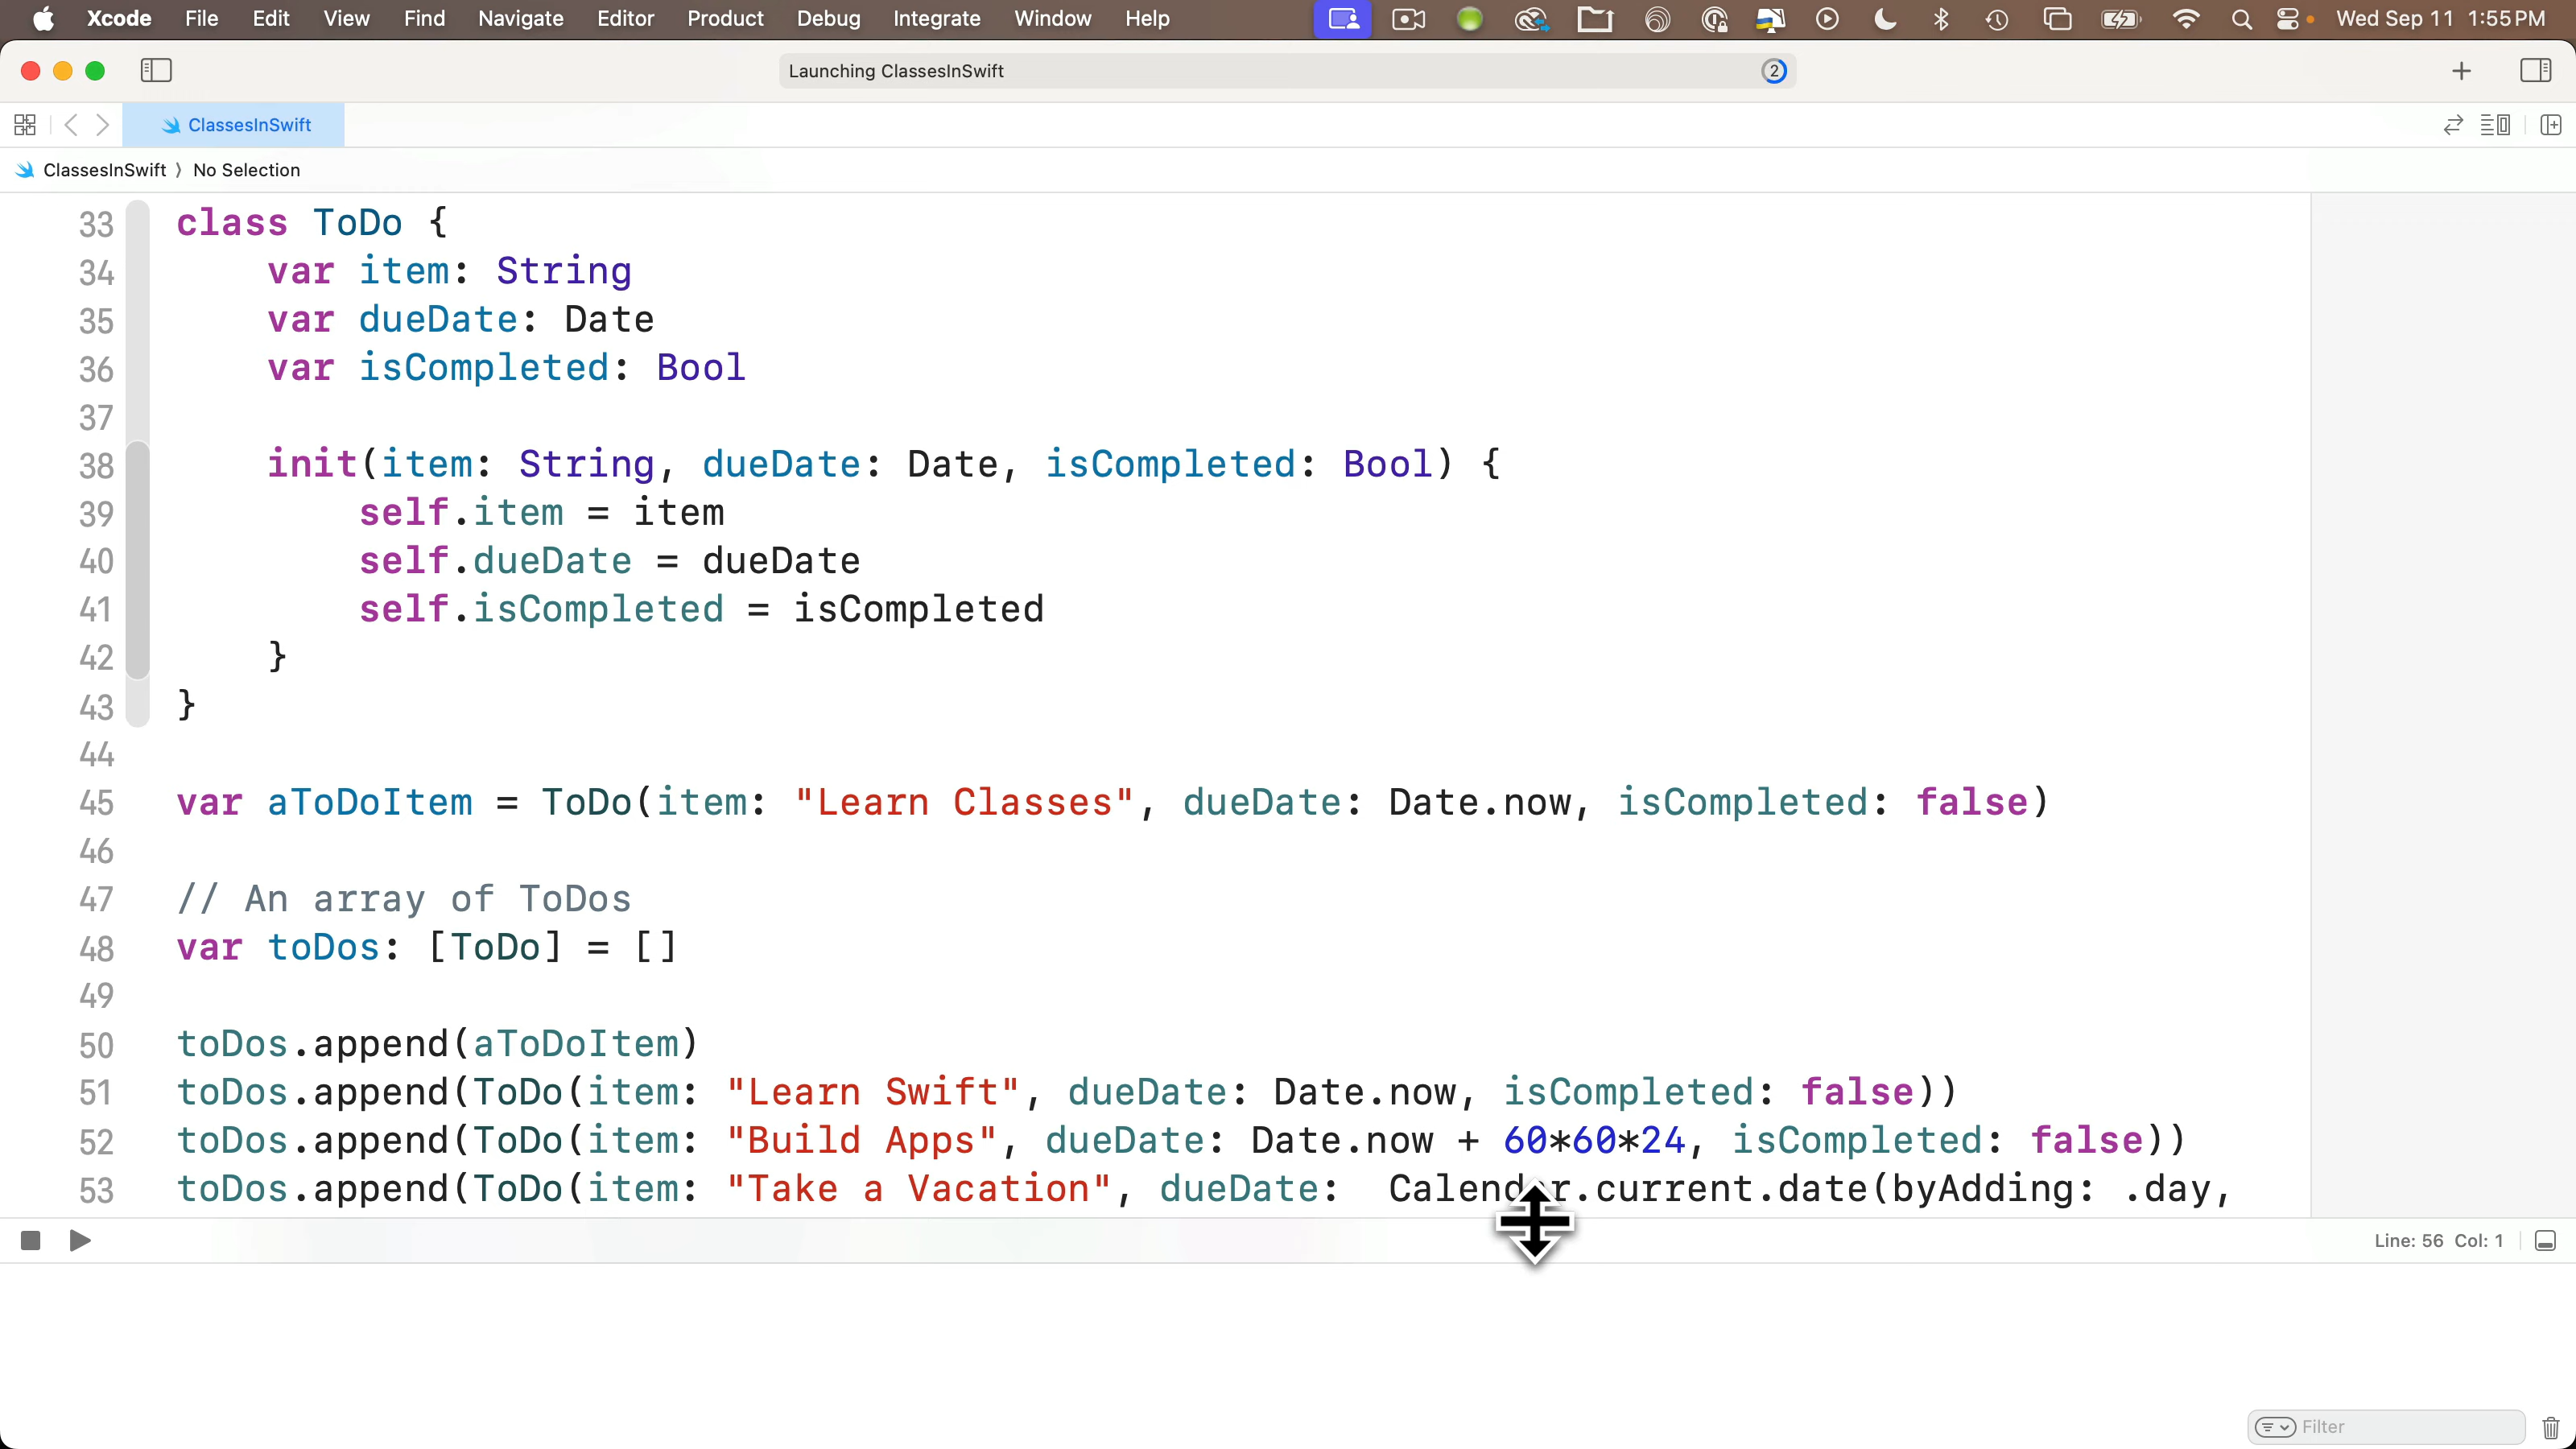 Xcode File Edit View Find Navigate Editor Product Debug Integrate Window Help Wed Sep 11 1:55 PM
Launching ClassesInSwift 2
ClassesInSwift
ClassesInSwift 〉 No Selection
33 class ToDo {
34 var item: String
35 var dueDate: Date
36 var isCompleted: Bool
37
38 init(item: String, dueDate: Date, isCompleted: Bool) {
39 self.item = item
40 self.dueDate = dueDate
41 self.isCompleted = isCompleted
42 }
43 }
44
45 var aToDoItem = ToDo(item: "Learn Classes", dueDate: Date.now, isCompleted: false)
46
47 // An array of ToDos
48 var toDos: [ToDo] = []
49
50 toDos.append(aToDoItem)
51 toDos.append(ToDo(item: "Learn Swift", dueDate: Date.now, isCompleted: false))
52 toDos.append(ToDo(item: "Build Apps", dueDate: Date.now + 60*60*24, isCompleted: false))
53 toDos.append(ToDo(item: "Take a Vacation", dueDate: Calendar.current.date(byAdding: .day,
Line: 56 Col: 1
Filter